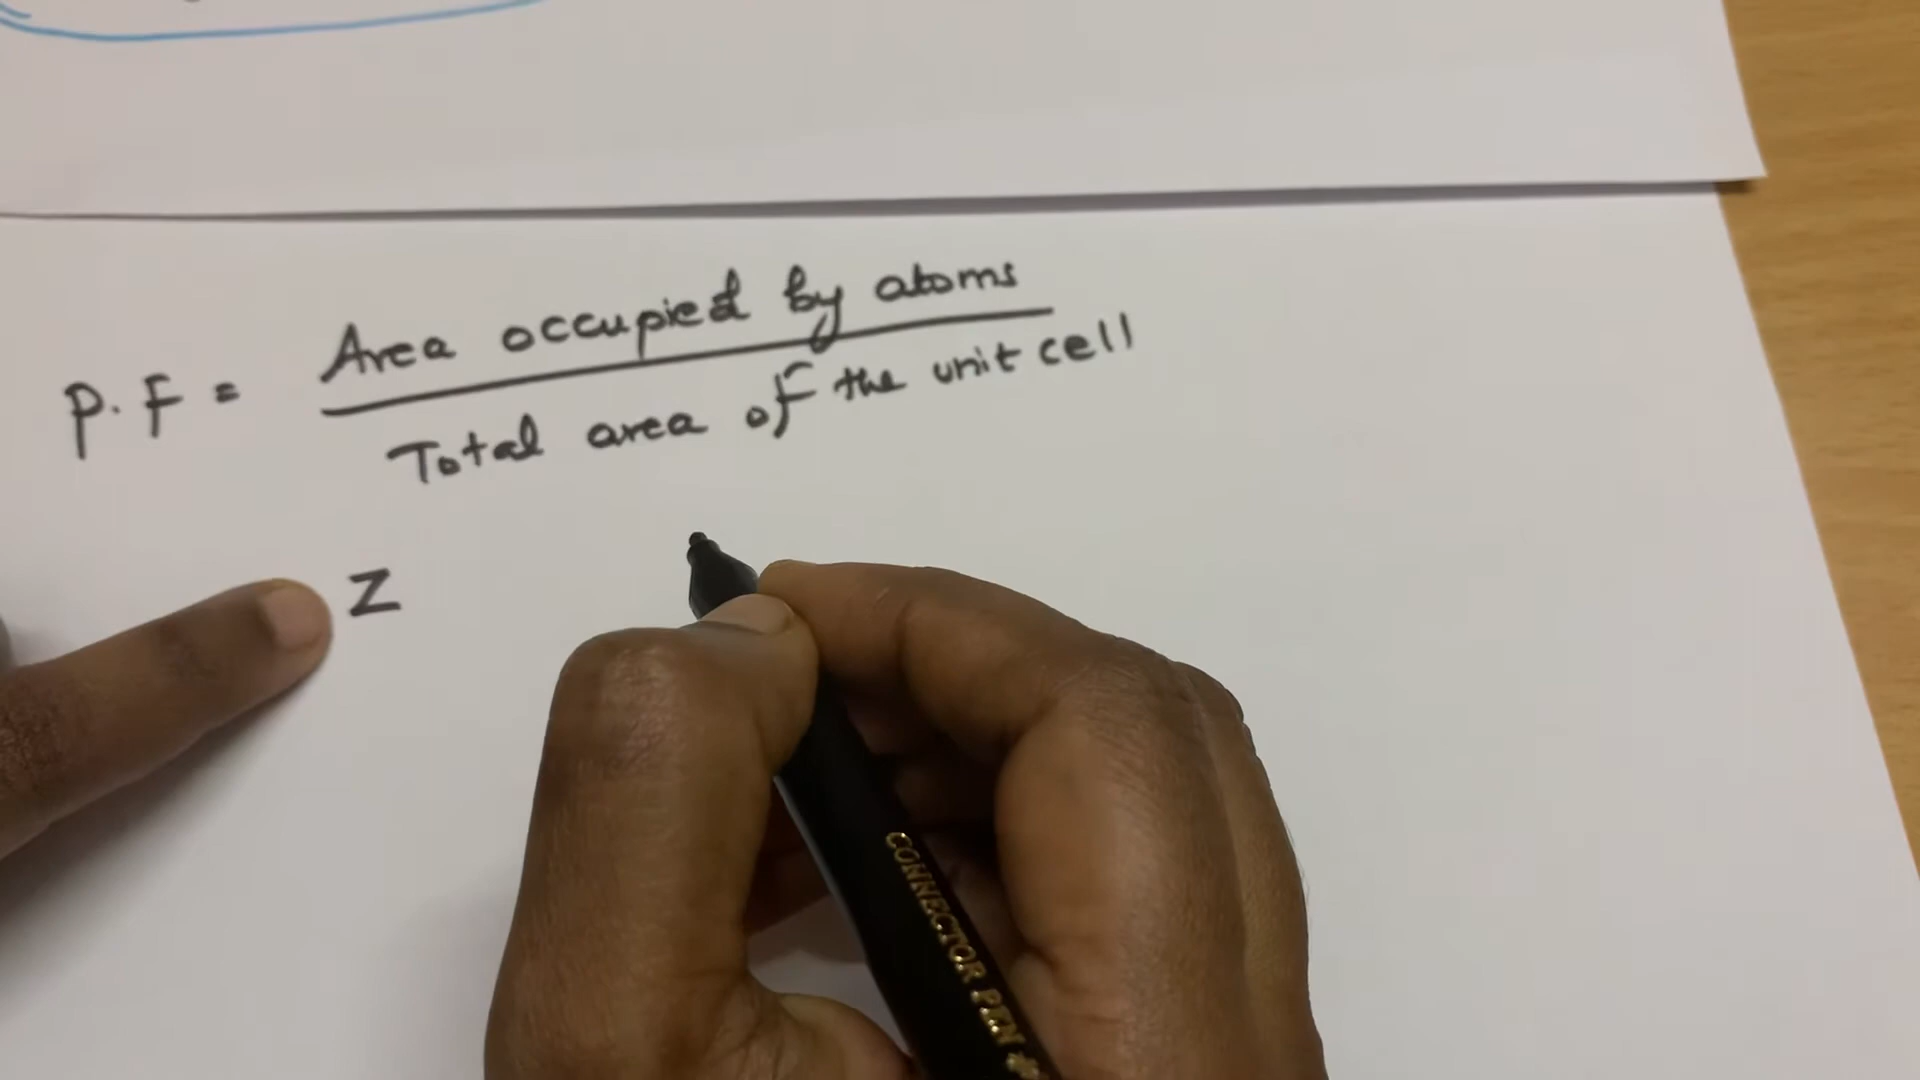 P.F = Area occupied by atoms
Total area of the unit cell
Z
CONNECTOR PEN